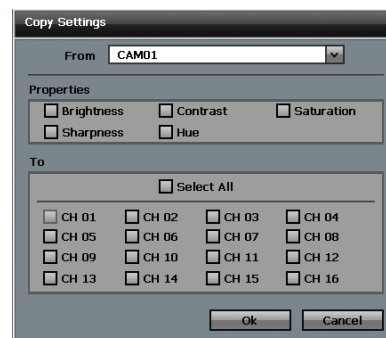 Copy Settings
From CAM01
Properties
Brightness Contrast Saturation
Sharpness Hue
To
Select All
CH 01 CH 02 CH 03 CH 04
CH 05 CH 06 CH 07 CH 08
CH 09 CH 10 CH 11 CH 12
CH 13 CH 14 CH 15 CH 16
Ok Cancel